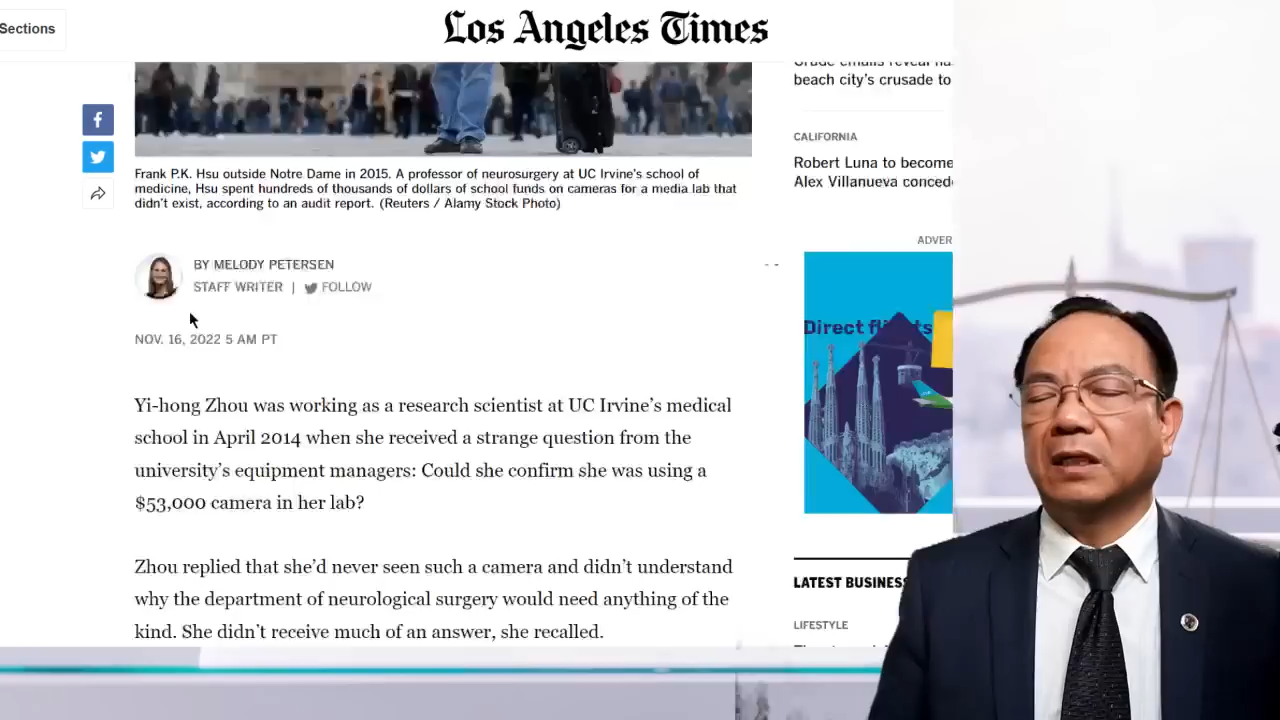 Sections
Los Angeles Times
beach city's crusade to
CALIFORNIA
Robert Luna to become
Alex Villanueva conced
Frank P.K. Hsu outside Notre Dame in 2015. A professor of neurosurgery at UC Irvine's school of
medicine, Hsu spent hundreds of thousands of dollars of school funds on cameras for a media lab that
didn't exist, according to an audit report. (Reuters / Alamy Stock Photo)
ADVER
BY MELODY PETERSEN
STAFF WRITER | FOLLOW
Direct
NOV. 16, 2022 5 AM PT
Yi-hong Zhou was working as a research scientist at UC Irvine's medical
school in April 2014 when she received a strange question from the
university's equipment managers: Could she confirm she was using a
$53,000 camera in her lab?
Zhou replied that she'd never seen such a camera and didn't understand
why the department of neurological surgery would need anything of the
kind. She didn't receive much of an answer, she recalled.
LATEST BUSINES
LIFESTYLE